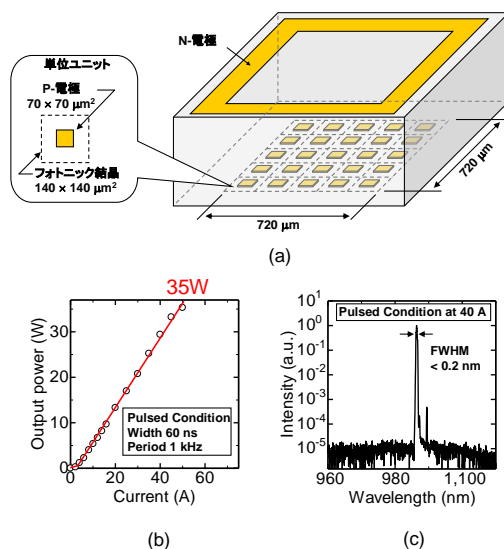 単位ユニット
P-電極
70 × 70 μm²
フォトニック結晶
140 × 140 μm²
N-電極
720 μm
720 μm
(a)
35W
Output power (W)
30
20
10
0
0 20 40 60
Current (A)
Pulsed Condition
Width 60 ns
Period 1 kHz
(b)
Pulsed Condition at 40 A
FWHM
< 0.2 nm
Intensity (a.u.)
10¹
10⁰
10⁻¹
10⁻²
10⁻³
10⁻⁴
10⁻⁵
960 980 1,100
Wavelength (nm)
(c)